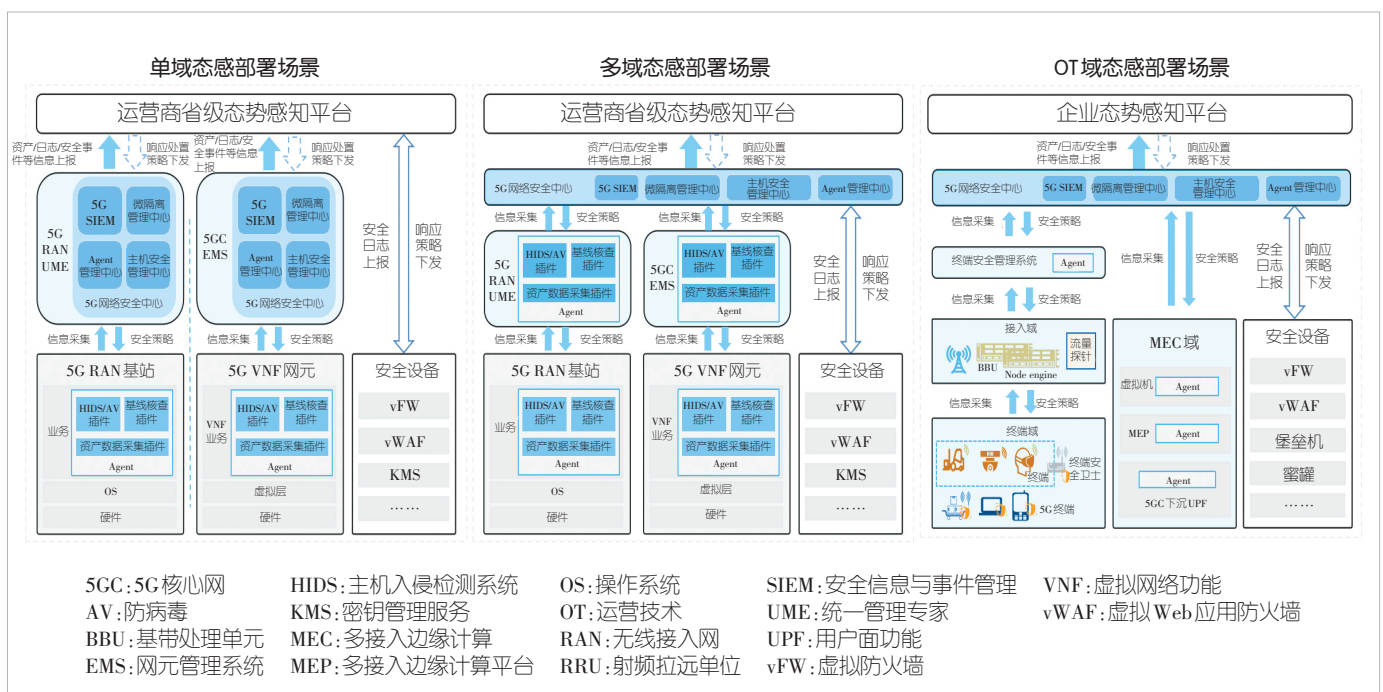 单域态感部署场景
运营商省级态势感知平台
资产/日志/安全事
件等信息上报
响应处置
策略下发
资产/日志/安
全事件等信息
上报
响应处置
策略下发
5G
RAN
UME
5G
SIEM
微隔离
管理中心
Agent
管理中心
主机安全
管理中心
5G网络安全中心
5GC
EMS
5G
SIEM
微隔离
管理中心
Agent
管理中心
主机安全
管理中心
5G网络安全中心
安全
日志
上报
响应
策略
下发
信息采集
安全策略
信息采集
安全策略
5G RAN基站
业务
HIDS/AV
插件
基线核查
插件
资产数据采集插件
Agent
OS
硬件
5G VNF网元
VNF
业务
HIDS/AV
插件
基线核查
插件
资产数据采集插件
Agent
虚拟层
硬件
安全设备
vFW
vWAF
KMS
……
多域态感部署场景
运营商省级态势感知平台
资产/日志/安全事
件等信息上报
响应处置
策略下发
5G网络安全中心
5G SIEM
微隔离管理中心
主机安全
管理中心
Agent管理中心
信息采集
安全策略
信息采集
安全策略
5G
RAN
UME
HIDS/AV
插件
基线核查
插件
资产数据采集插件
Agent
5GC
EMS
HIDS/AV
插件
基线核查
插件
资产数据采集插件
Agent
安全
日志
上报
响应
策略
下发
信息采集
安全策略
信息采集
安全策略
5G RAN基站
业务
HIDS/AV
插件
基线核查
插件
资产数据采集插件
Agent
OS
硬件
5G VNF网元
VNF
业务
HIDS/AV
插件
基线核查
插件
资产数据采集插件
Agent
虚拟层
硬件
安全设备
vFW
vWAF
KMS
……
OT域态感部署场景
企业态势感知平台
资产/日志/安全事
件等信息上报
响应处置
策略下发
5G网络安全中心
5G SIEM
微隔离管理中心
主机安全
管理中心
Agent管理中心
信息采集
安全策略
终端安全管理系统
Agent
信息采集
安全策略
信息采集
安全策略
安全
日志
上报
响应
策略
下发
接入域
BBU
Node engine
流量
探针
信息采集
安全策略
终端域
终端
终端安
全卫士
5G终端
MEC域
虚拟机
Agent
MEP
Agent
Agent
5GC下沉UPF
安全设备
vFW
vWAF
堡垒机
蜜罐
……
5GC:5G核心网 HIDS:主机入侵检测系统 OS:操作系统 SIEM:安全信息与事件管理 VNF:虚拟网络功能
AV:防病毒 KMS:密钥管理服务 OT:运营技术 UME:统一管理专家 vWAF:虚拟Web应用防火墙
BBU:基带处理单元 MEC:多接入边缘计算 RAN:无线接入网 UPF:用户面功能
EMS:网元管理系统 MEP:多接入边缘计算平台 RRU:射频拉远单位 vFW:虚拟防火墙